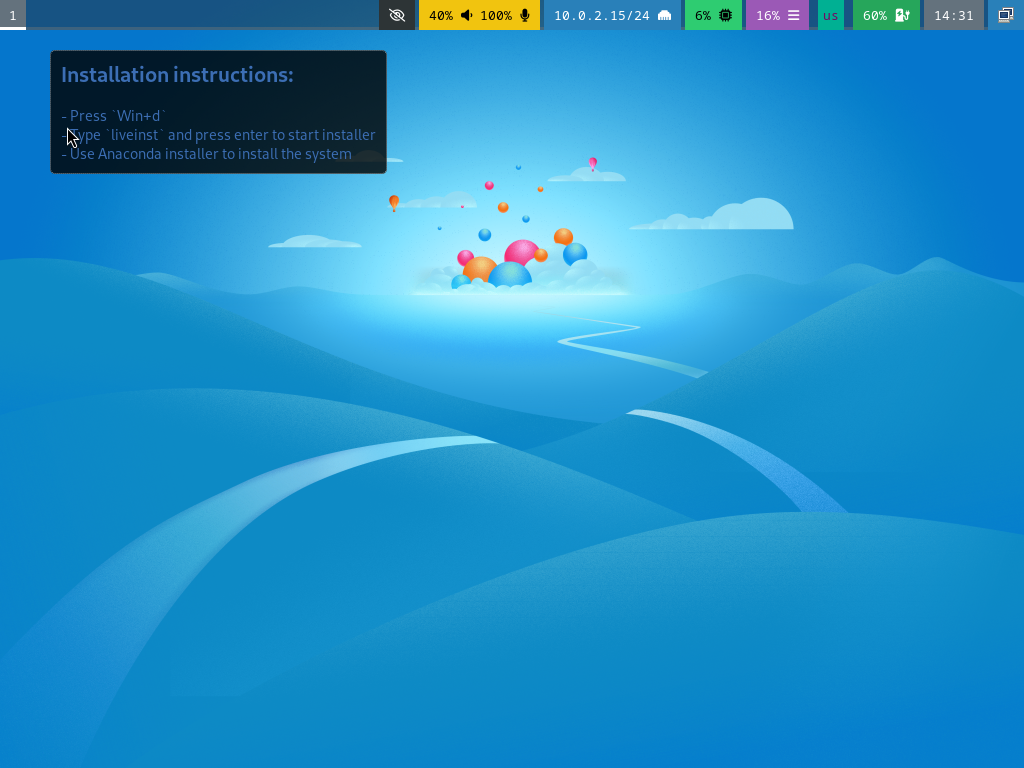 1
40% 100% 10.0.2.15/24 6% 16% us 60% 14:31
Installation instructions:
- Press `Win+d`
- Type `liveinst` and press enter to start installer
- Use Anaconda installer to install the system